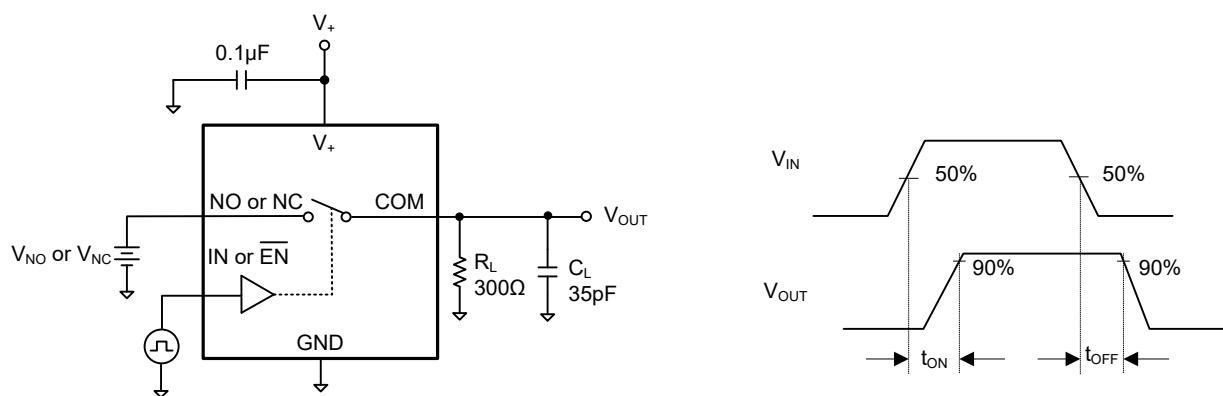 V+
0.1µF
V+
NO or NC
COM
VOUT
VNO or VNC
IN or EN
RL
300Ω
CL
35pF
GND
VIN
50%
50%
VOUT
90%
90%
tON
tOFF